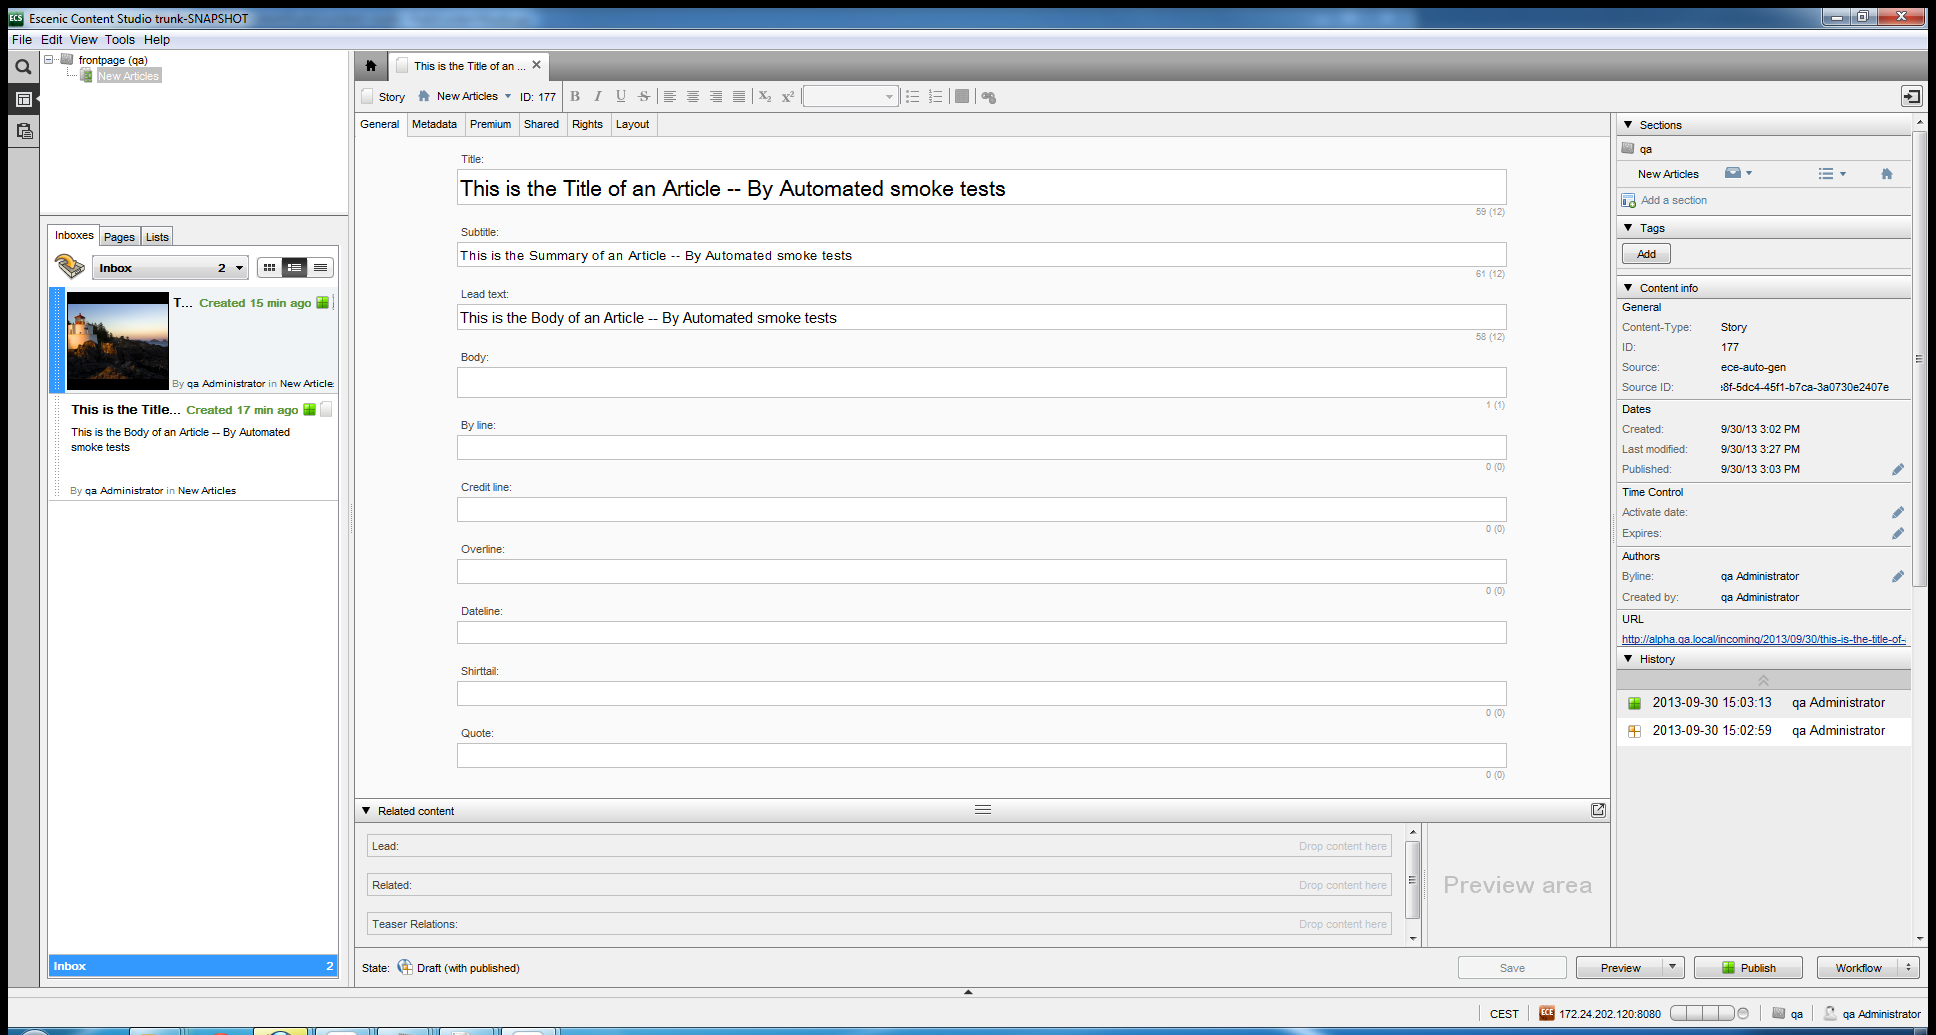 Escenic Content Studio trunk-SNAPSHOT
File Edit View Tools Help
frontpage (qa)
New Articles
Inboxes Pages Lists
Inbox 2
T... Created 15 min ago
By qa Administrator in New Article
This is the Title... Created 17 min ago
This is the Body of an Article -- By Automated
smoke tests
By qa Administrator in New Articles
Inbox 2
This is the Title of an ...
Story New Articles ID: 177 B I U S X2 X2
General Metadata Premium Shared Rights Layout
Title:
This is the Title of an Article -- By Automated smoke tests
59 (12)
Subtitle:
This is the Summary of an Article -- By Automated smoke tests
61 (12)
Lead text:
This is the Body of an Article -- By Automated smoke tests
58 (12)
Body:
1 (1)
By line:
0 (0)
Credit line:
0 (0)
Overline:
0 (0)
Dateline:
Shirttail:
0 (0)
Quote:
0 (0)
Related content
Lead: Drop content here
Related: Drop content here
Teaser Relations: Drop content here
Preview area
State: Draft (with published)
Save Preview Publish Workflow
Sections
qa
New Articles
Add a section
Tags
Add
Content info
General
Content-Type: Story
ID: 177
Source: ece-auto-gen
Source ID: 8f-5dc4-45f1-b7ca-3a0730e2407e
Dates
Created: 9/30/13 3:02 PM
Last modified: 9/30/13 3:27 PM
Published: 9/30/13 3:03 PM
Time Control
Activate date:
Expires:
Authors
Byline: qa Administrator
Created by: qa Administrator
URL
http://alpha.qa.local/incoming/2013/09/30/this-is-the-title-of-
History
2013-09-30 15:03:13 qa Administrator
2013-09-30 15:02:59 qa Administrator
CEST ECE 172.24.202.120:8080 qa qa Administrator